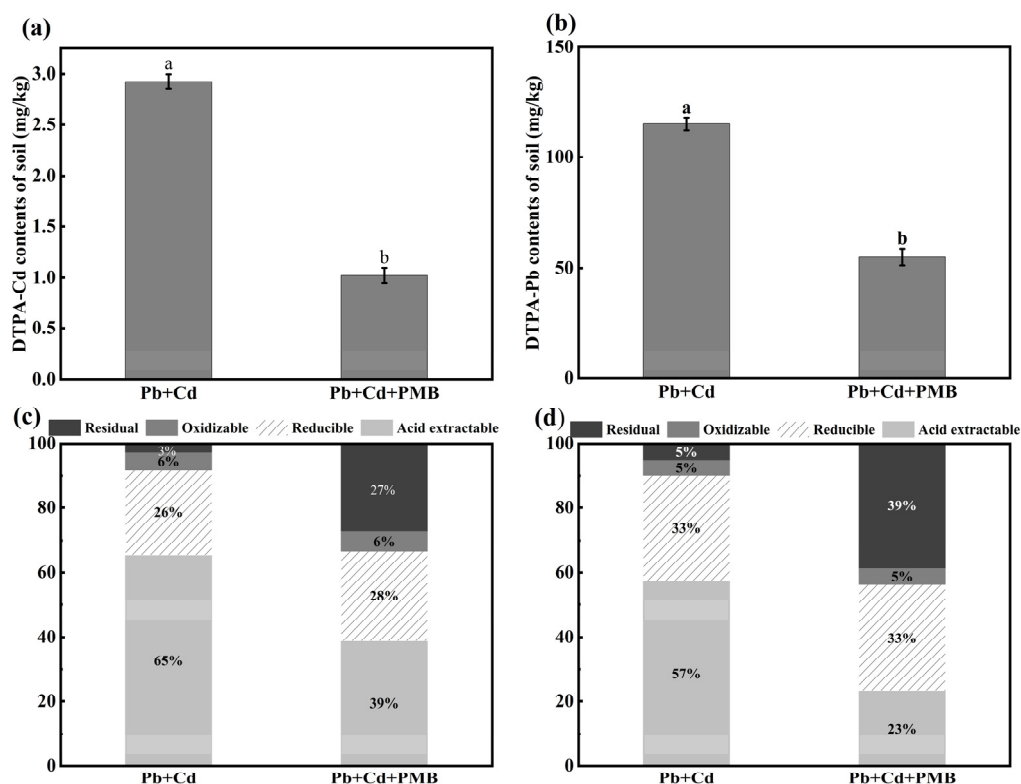 (a)
DTPA-Cd contents of soil (mg/kg)
3.0
2.5
2.0
1.5
1.0
0.5
0.0
a
b
Pb+Cd
Pb+Cd+PMB
(b)
DTPA-Pb contents of soil (mg/kg)
150
100
50
0
a
b
Pb+Cd
Pb+Cd+PMB
(c)
Residual Oxidizable Reducible Acid extractable
100
80
60
40
20
0
3%
6%
26%
65%
27%
6%
28%
39%
Pb+Cd
Pb+Cd+PMB
(d)
Residual Oxidizable Reducible Acid extractable
100
80
60
40
20
0
5%
5%
33%
57%
39%
5%
33%
23%
Pb+Cd
Pb+Cd+PMB